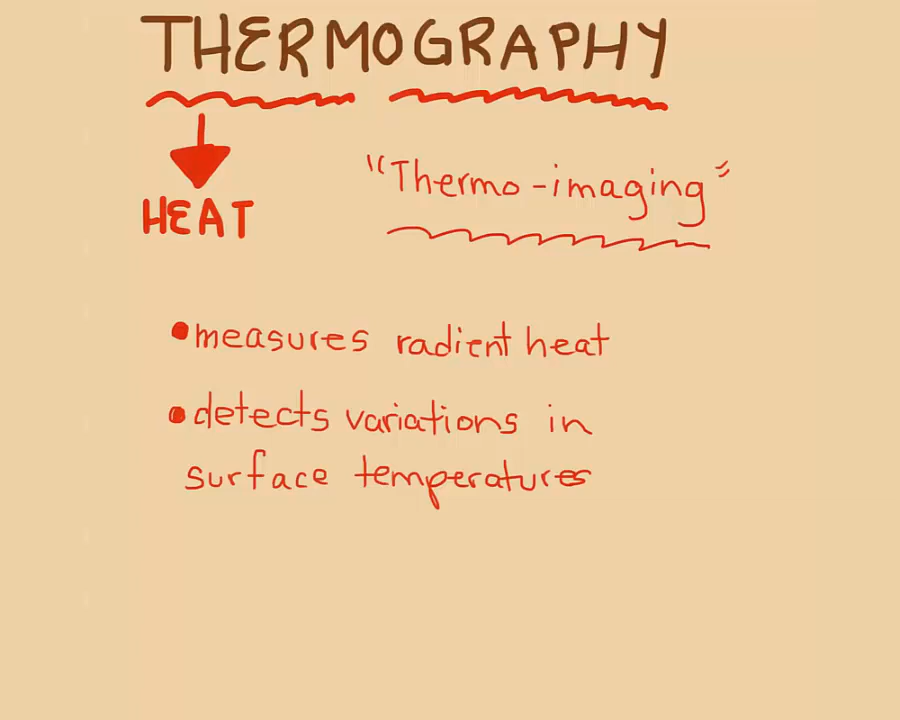 THERMOGRAPHY
HEAT
"Thermo-imaging"
• measures radient heat
• detects variations in
surface temperatures